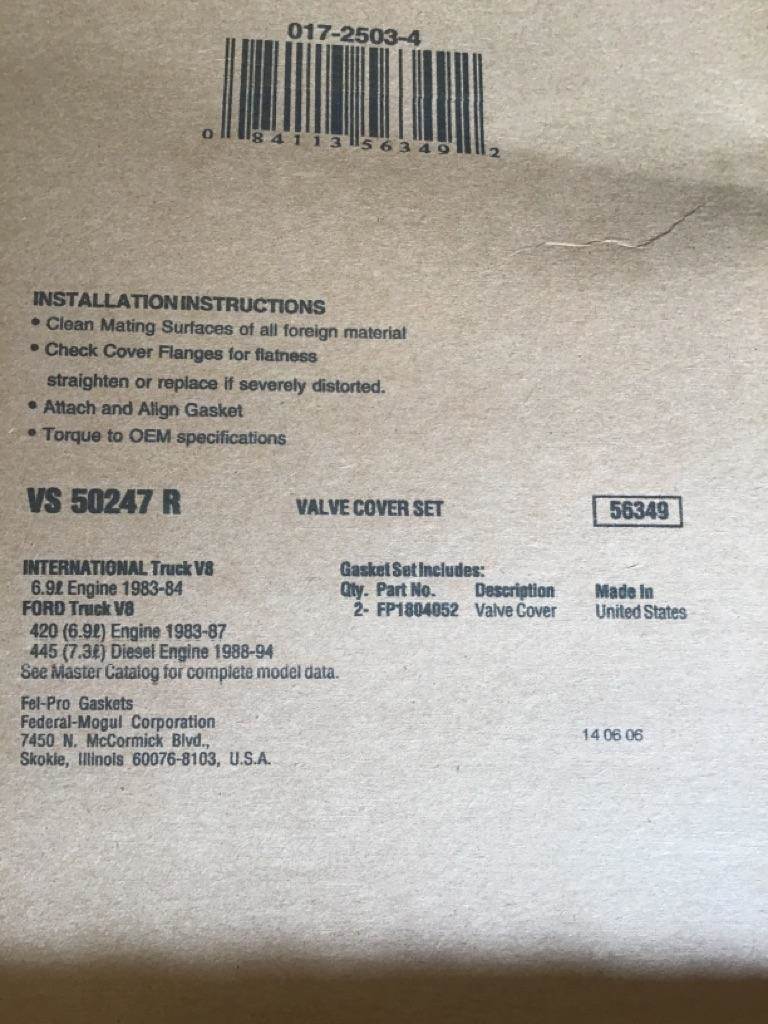 017-2503-4
0 84113 56349 2
INSTALLATION INSTRUCTIONS
• Clean Mating Surfaces of all foreign material
• Check Cover Flanges for flatness
straighten or replace if severely distorted.
• Attach and Align Gasket
• Torque to OEM specifications
VS 50247 R VALVE COVER SET 56349
INTERNATIONAL Truck V8 Gasket Set Includes:
6.9ℓ Engine 1983-84 Qty. Part No. Description Made In
FORD Truck V8 2- FP1804052 Valve Cover United States
420 (6.9ℓ) Engine 1983-87
445 (7.3ℓ) Diesel Engine 1988-94
See Master Catalog for complete model data.
Fel-Pro Gaskets
Federal-Mogul Corporation
7450 N. McCormick Blvd., 14 06 06
Skokie, Illinois 60076-8103, U.S.A.